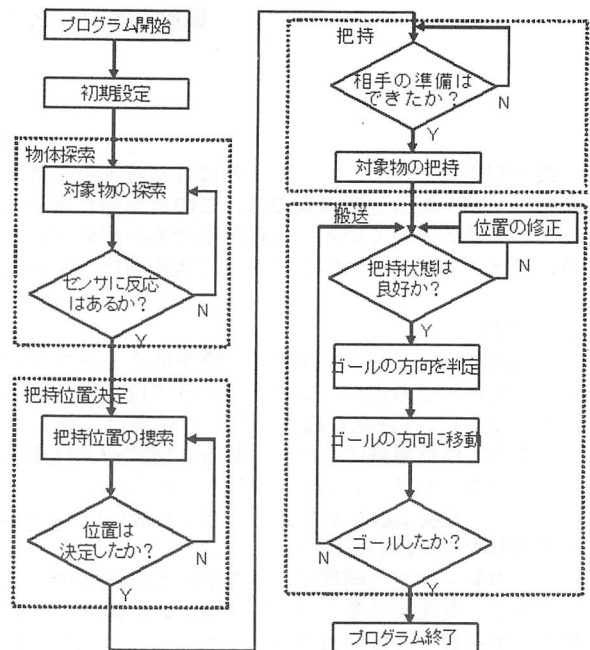 プログラム開始
初期設定
物体探索
対象物の探索
センサに反応
はあるか?
N
Y
把持位置決定
把持位置の捜索
位置は
決定したか?
N
Y
把持
相手の準備は
できたか?
N
Y
対象物の把持
搬送
位置の修正
把持状態は
良好か?
N
Y
ゴールの方向を判定
ゴールの方向に移動
ゴールしたか?
N
Y
プログラム終了